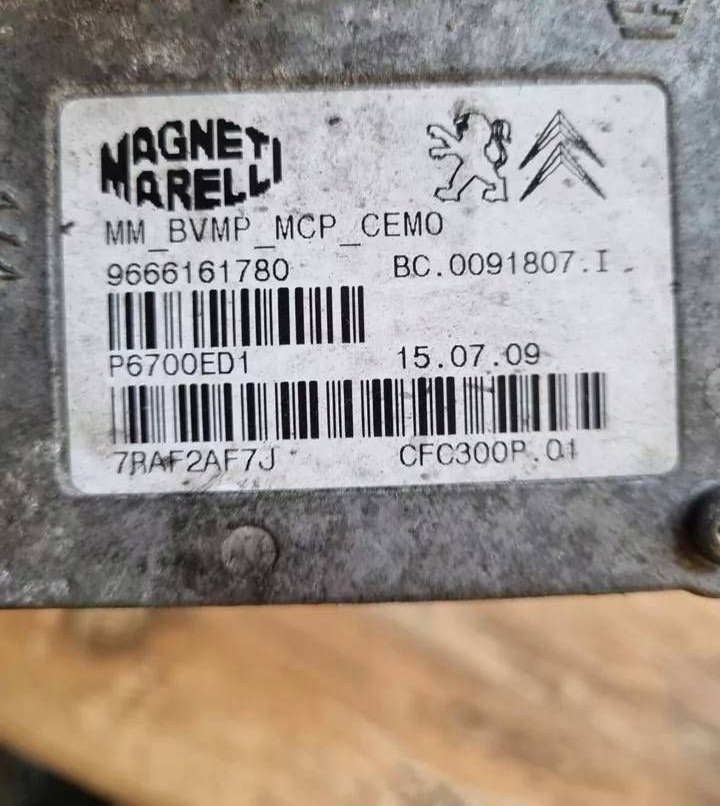 MAGNETI
MARELLI
MM_BVMP_MCP_CEMO
9666161780 BC.0091807.I
P6700ED1 15.07.09
7RAF2AF7J CFC300P.01